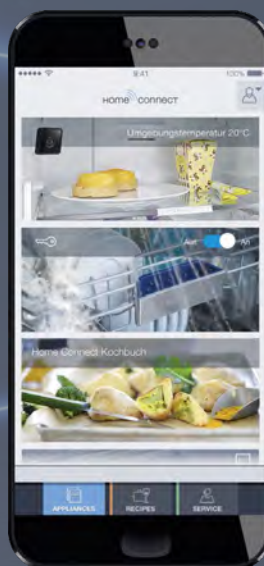 9:41
100%
HOME CONNECT
Umgebungstemperatur 20°C
Aus An
Home Connect Kochbuch
APPLIANCES RECIPES SERVICE